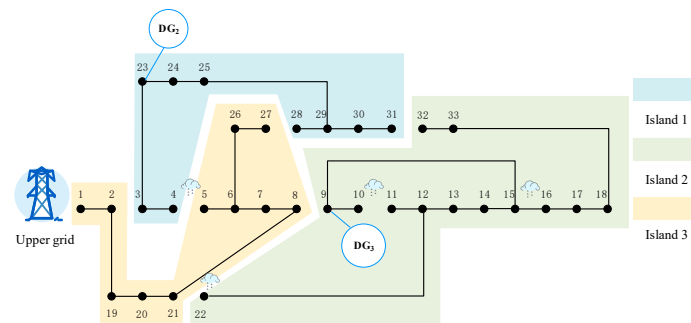 DG2
23 24 25
26 27 28 29 30 31 32 33
Island 1
Island 2
1 2 3 4 5 6 7 8 9 10 11 12 13 14 15 16 17 18
Island 3
Upper grid
DG3
19 20 21 22